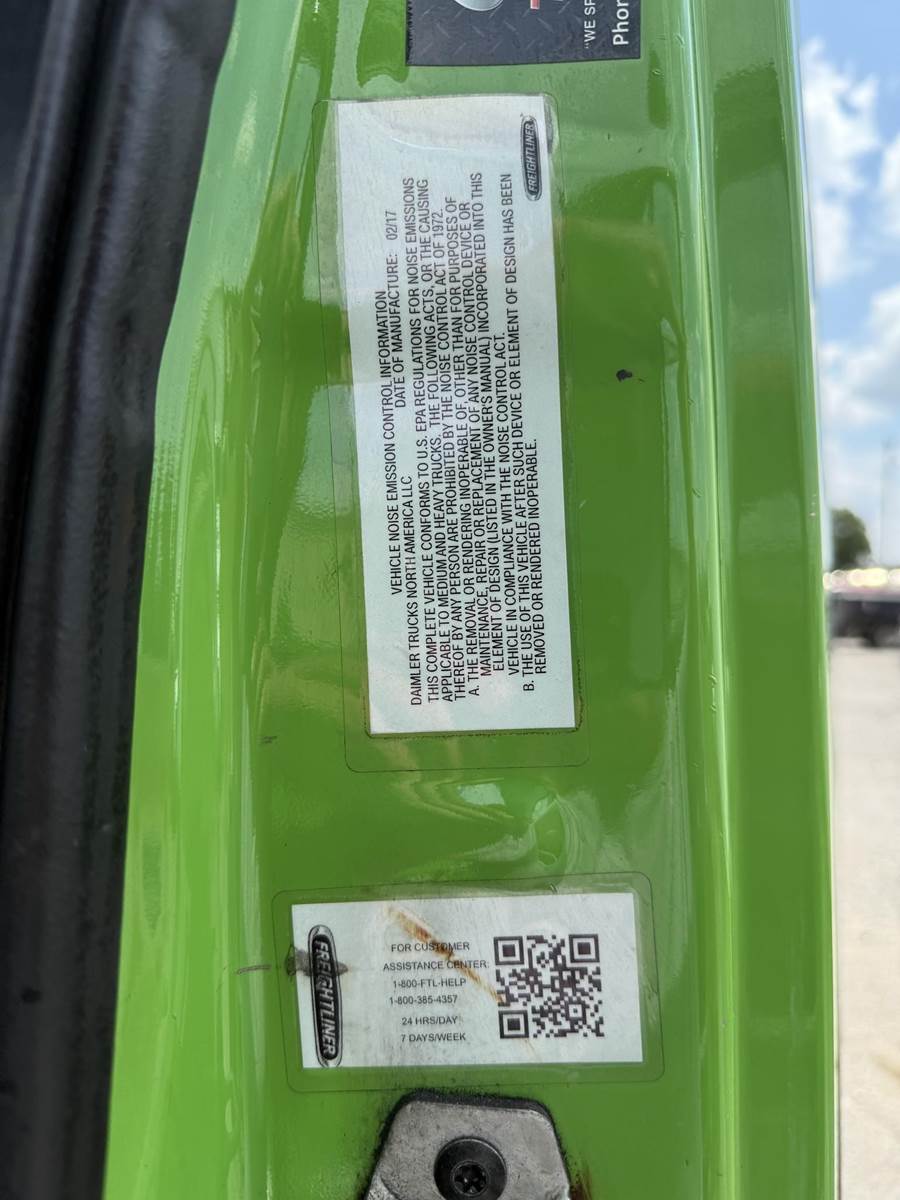 "WE SP
Phon
FREIGHTLINER
VEHICLE NOISE EMISSION CONTROL INFORMATION
DAIMLER TRUCKS NORTH AMERICA LLC DATE OF MANUFACTURE: 02/17
THIS COMPLETE VEHICLE CONFORMS TO U.S. EPA REGULATIONS FOR NOISE EMISSIONS
APPLICABLE TO MEDIUM AND HEAVY TRUCKS. THE FOLLOWING ACTS, OR THE CAUSING
THEREOF BY ANY PERSON ARE PROHIBITED BY THE NOISE CONTROL ACT OF 1972.
A. THE REMOVAL OR RENDERING INOPERABLE OF, OTHER THAN FOR PURPOSES OF
MAINTENANCE, REPAIR OR REPLACEMENT OF ANY NOISE CONTROL DEVICE OR
ELEMENT OF DESIGN (LISTED IN THE OWNER'S MANUAL) INCORPORATED INTO THIS
VEHICLE IN COMPLIANCE WITH THE NOISE CONTROL ACT.
B. THE USE OF THIS VEHICLE AFTER SUCH DEVICE OR ELEMENT OF DESIGN HAS BEEN
REMOVED OR RENDERED INOPERABLE.
FREIGHTLINER
FOR CUSTOMER
ASSISTANCE CENTER:
1-800-FTL-HELP
1-800-385-4357
24 HRS/DAY
7 DAYS/WEEK